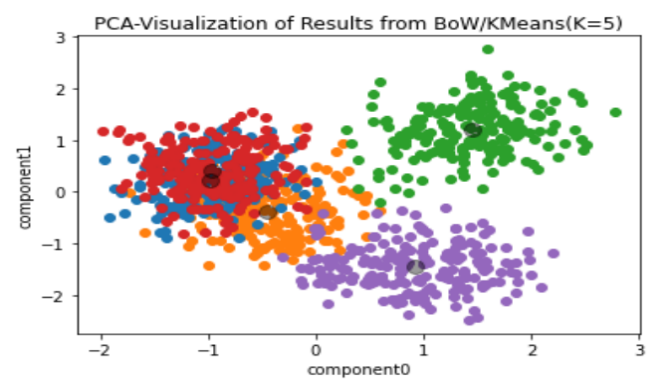 PCA-Visualization of Results from BoW/KMeans(K=5)
3
2
1
0
−1
−2
component1
−2 −1 0 1 2 3
component0